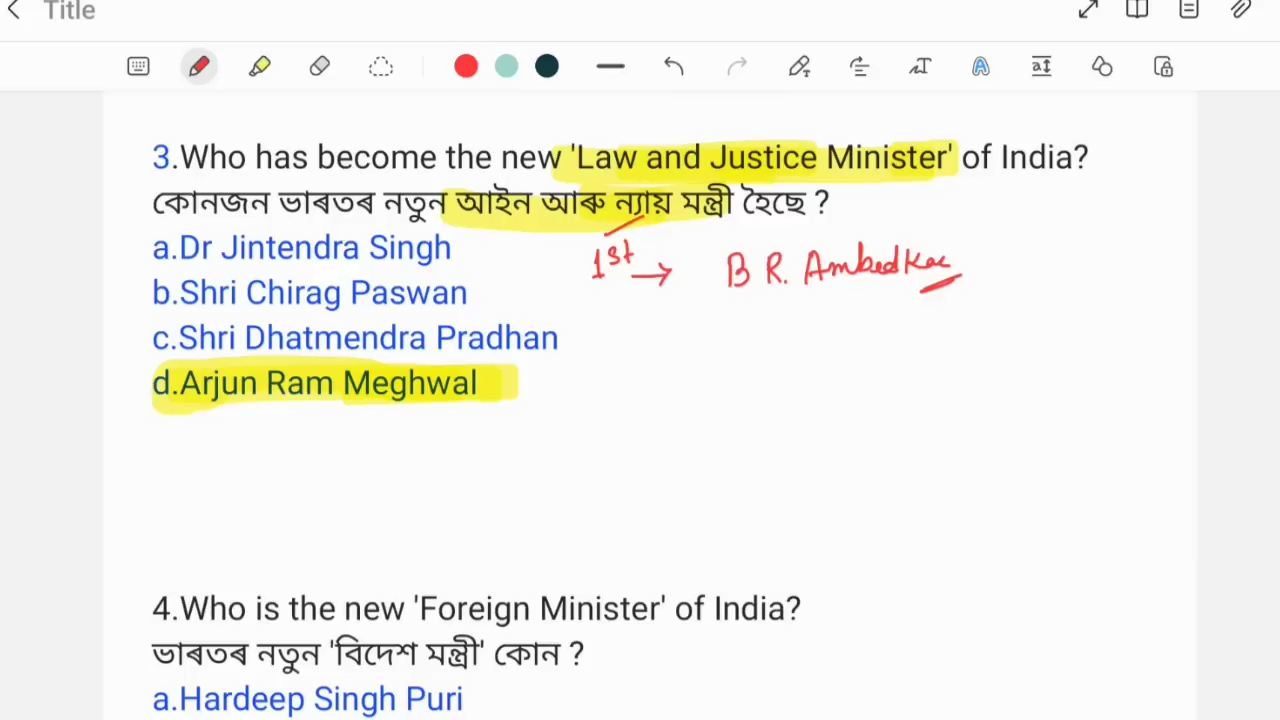 Title
3.Who has become the new 'Law and Justice Minister' of India?
কোনজন ভাৰতৰ নতুন আইন আৰু ন্যায় মন্ত্ৰী হৈছে ?
a.Dr Jintendra Singh
1st → B R. Ambedkar
b.Shri Chirag Paswan
c.Shri Dhatmendra Pradhan
d.Arjun Ram Meghwal
4.Who is the new 'Foreign Minister' of India?
ভাৰতৰ নতুন 'বিদেশ মন্ত্ৰী' কোন ?
a.Hardeep Singh Puri